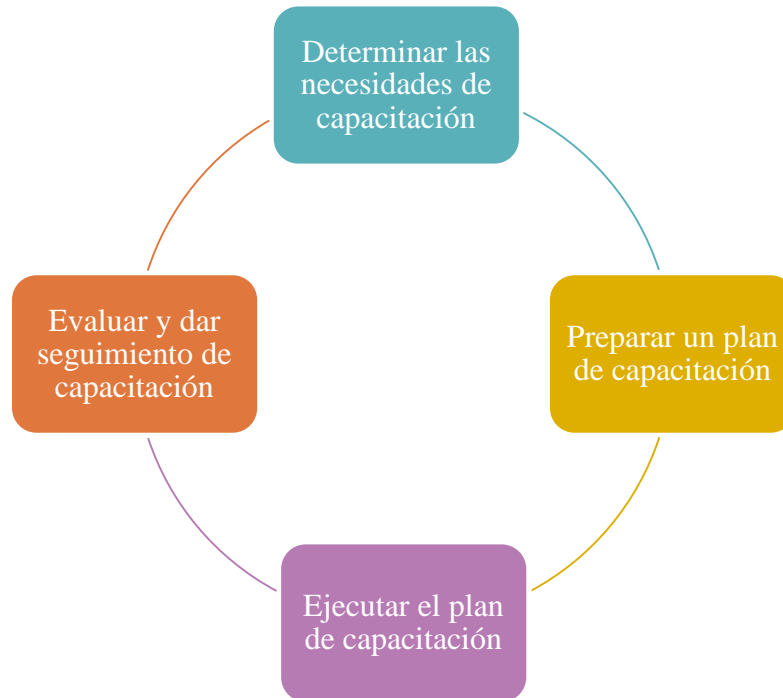 Determinar las
necesidades de
capacitación
Preparar un plan
de capacitación
Ejecutar el plan
de capacitación
Evaluar y dar
seguimiento de
capacitación